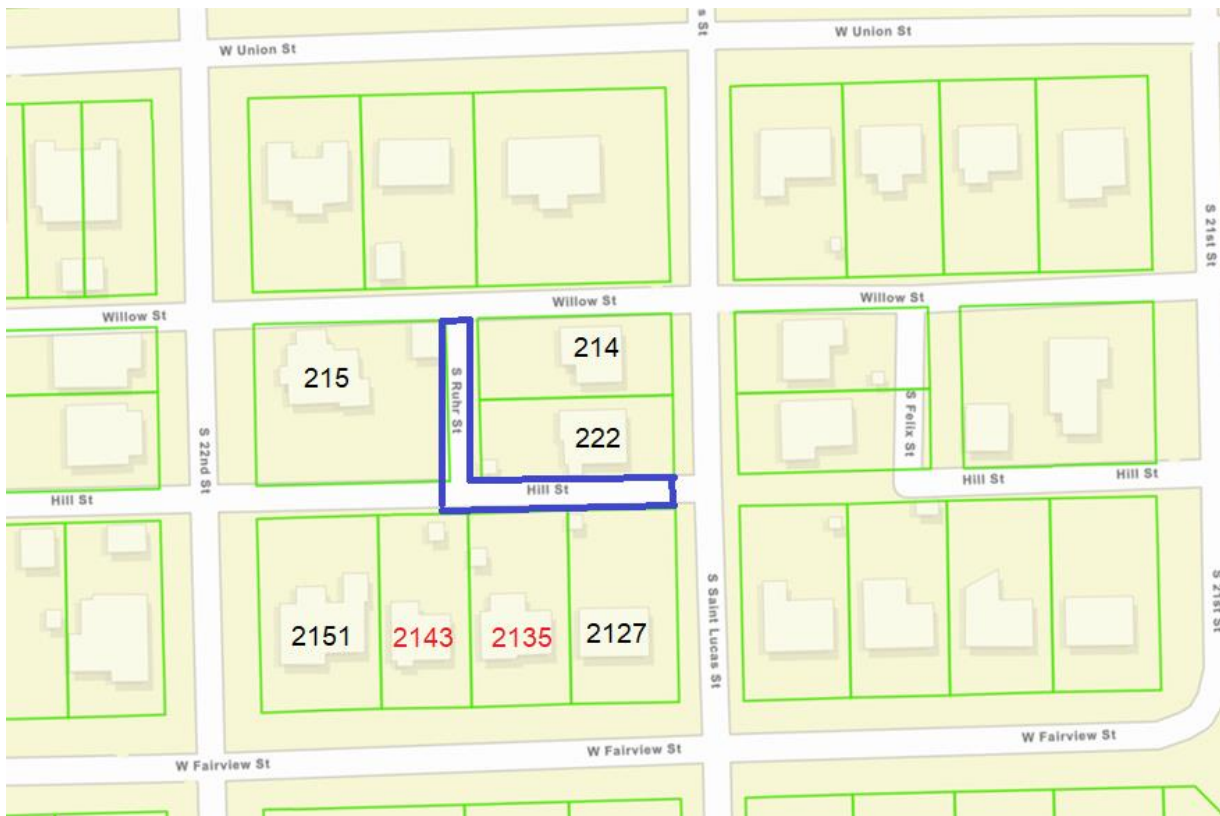 W Union St
s St
W Union St
S 21st St
Willow St
Willow St
Willow St
214
215
S Ruhr St
222
S Felix St
S 22nd St
Hill St
Hill St
Hill St
Hill St
2151
2143
2135
2127
S Saint Lucas St
S 21st St
W Fairview St
W Fairview St
W Fairview St